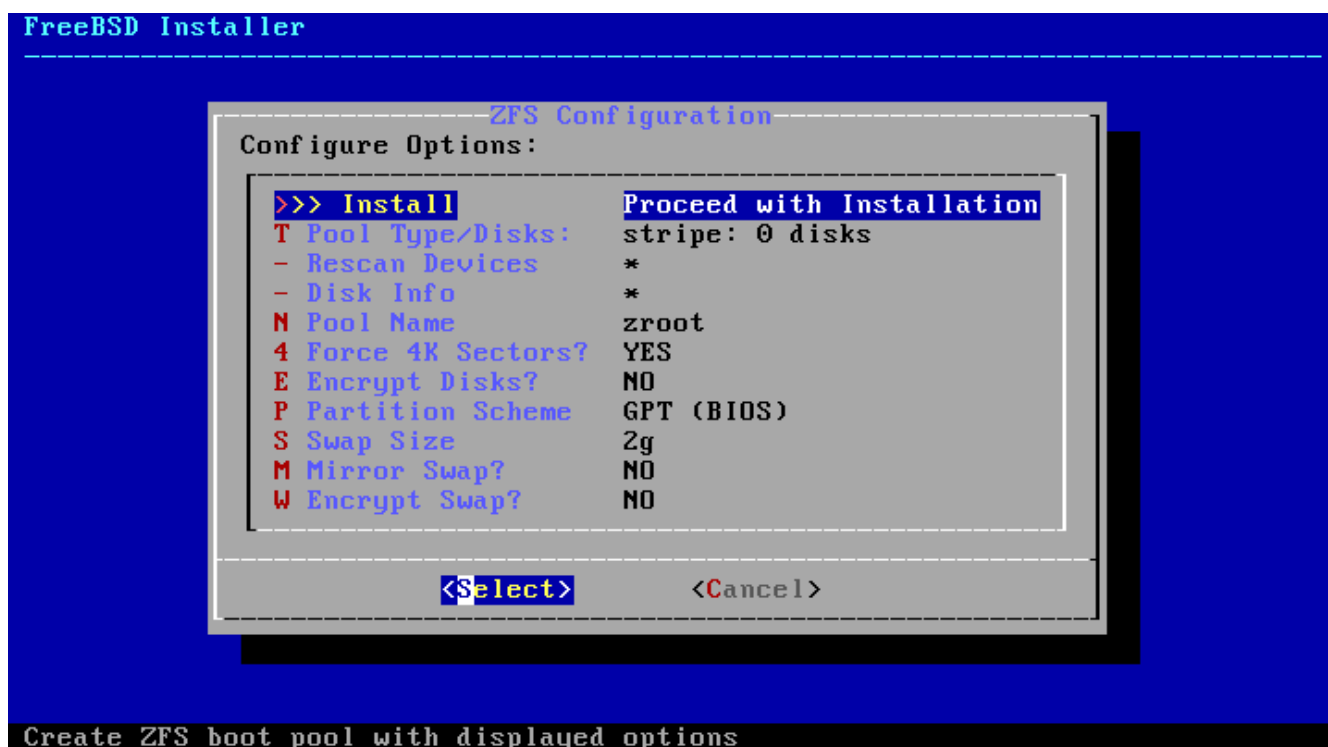 FreeBSD Installer
ZFS Configuration
Configure Options:
>>> Install Proceed with Installation
T Pool Type/Disks: stripe: 0 disks
- Rescan Devices *
- Disk Info *
N Pool Name zroot
4 Force 4K Sectors? YES
E Encrypt Disks? NO
P Partition Scheme GPT (BIOS)
S Swap Size 2g
M Mirror Swap? NO
W Encrypt Swap? NO
<Select> <Cancel>
Create ZFS boot pool with displayed options